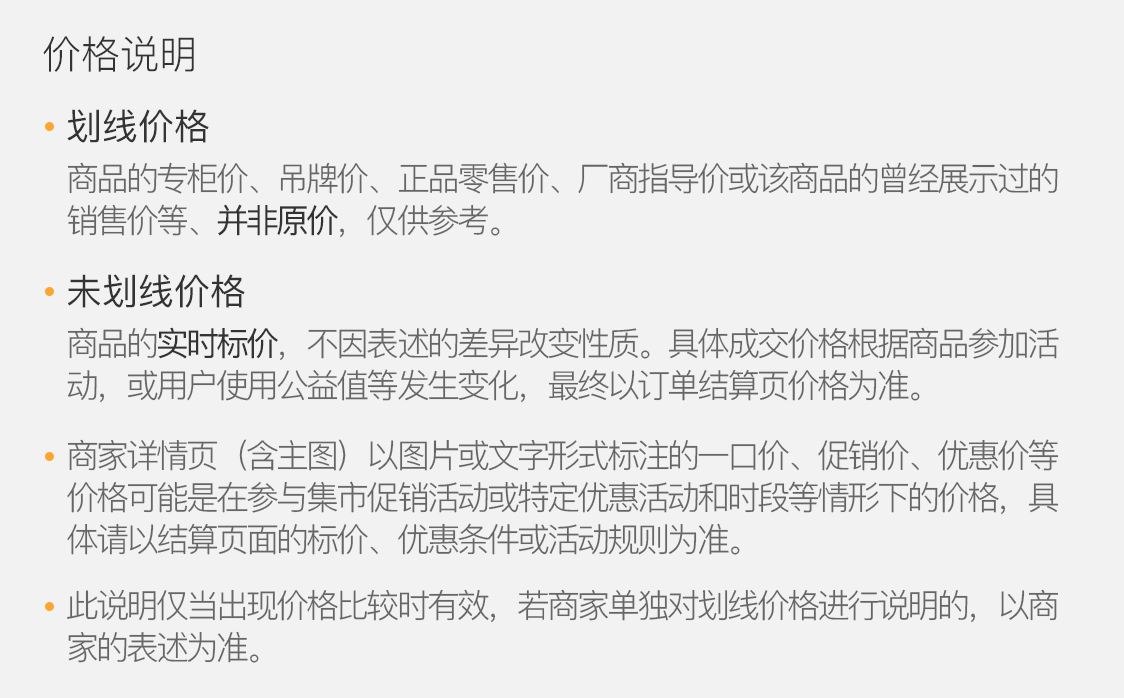 价格说明
划线价格
商品的专柜价、吊牌价、正品零售价、厂商指导价或该商品的曾经展示过的
销售价等、并非原价，仅供参考。
未划线价格
商品的实时标价，不因表述的差异改变性质。具体成交价格根据商品参加活
动，或用户使用公益值等发生变化，最终以订单结算页价格为准。
商家详情页（含主图）以图片或文字形式标注的一口价、促销价、优惠价等
价格可能是在参与集市促销活动或特定优惠活动和时段等情形下的价格，具
体请以结算页面的标价、优惠条件或活动规则为准。
此说明仅当出现价格比较时有效，若商家单独对划线价格进行说明的，以商
家的表述为准。